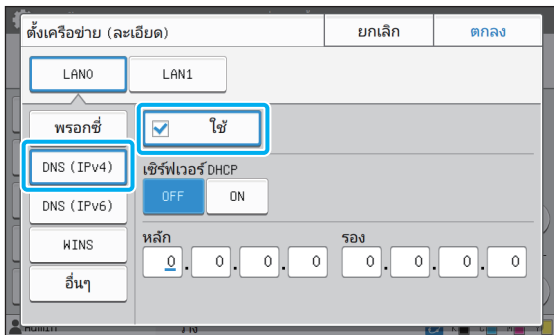 ตั้งเครือข่าย (ละเอียด) ยกเลิก ตกลง
LAN0 LAN1
พรอกซี่ ใช้
DNS (IPv4) เซิร์ฟเวอร์ DHCP
OFF ON
DNS (IPv6)
WINS หลัก รอง
0 . 0 . 0 . 0 0 . 0 . 0 . 0
อื่นๆ